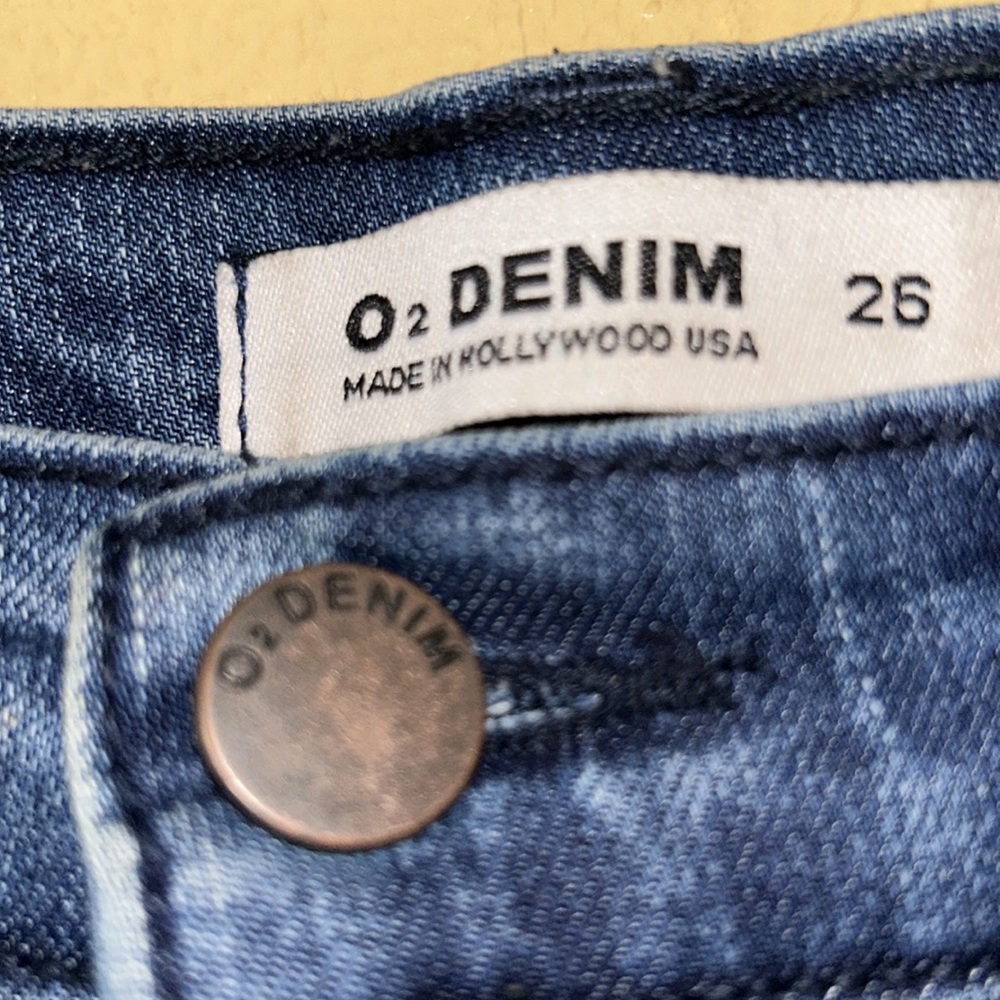 O2 DENIM 26
MADE IN HOLLYWOOD USA
O2 DENIM